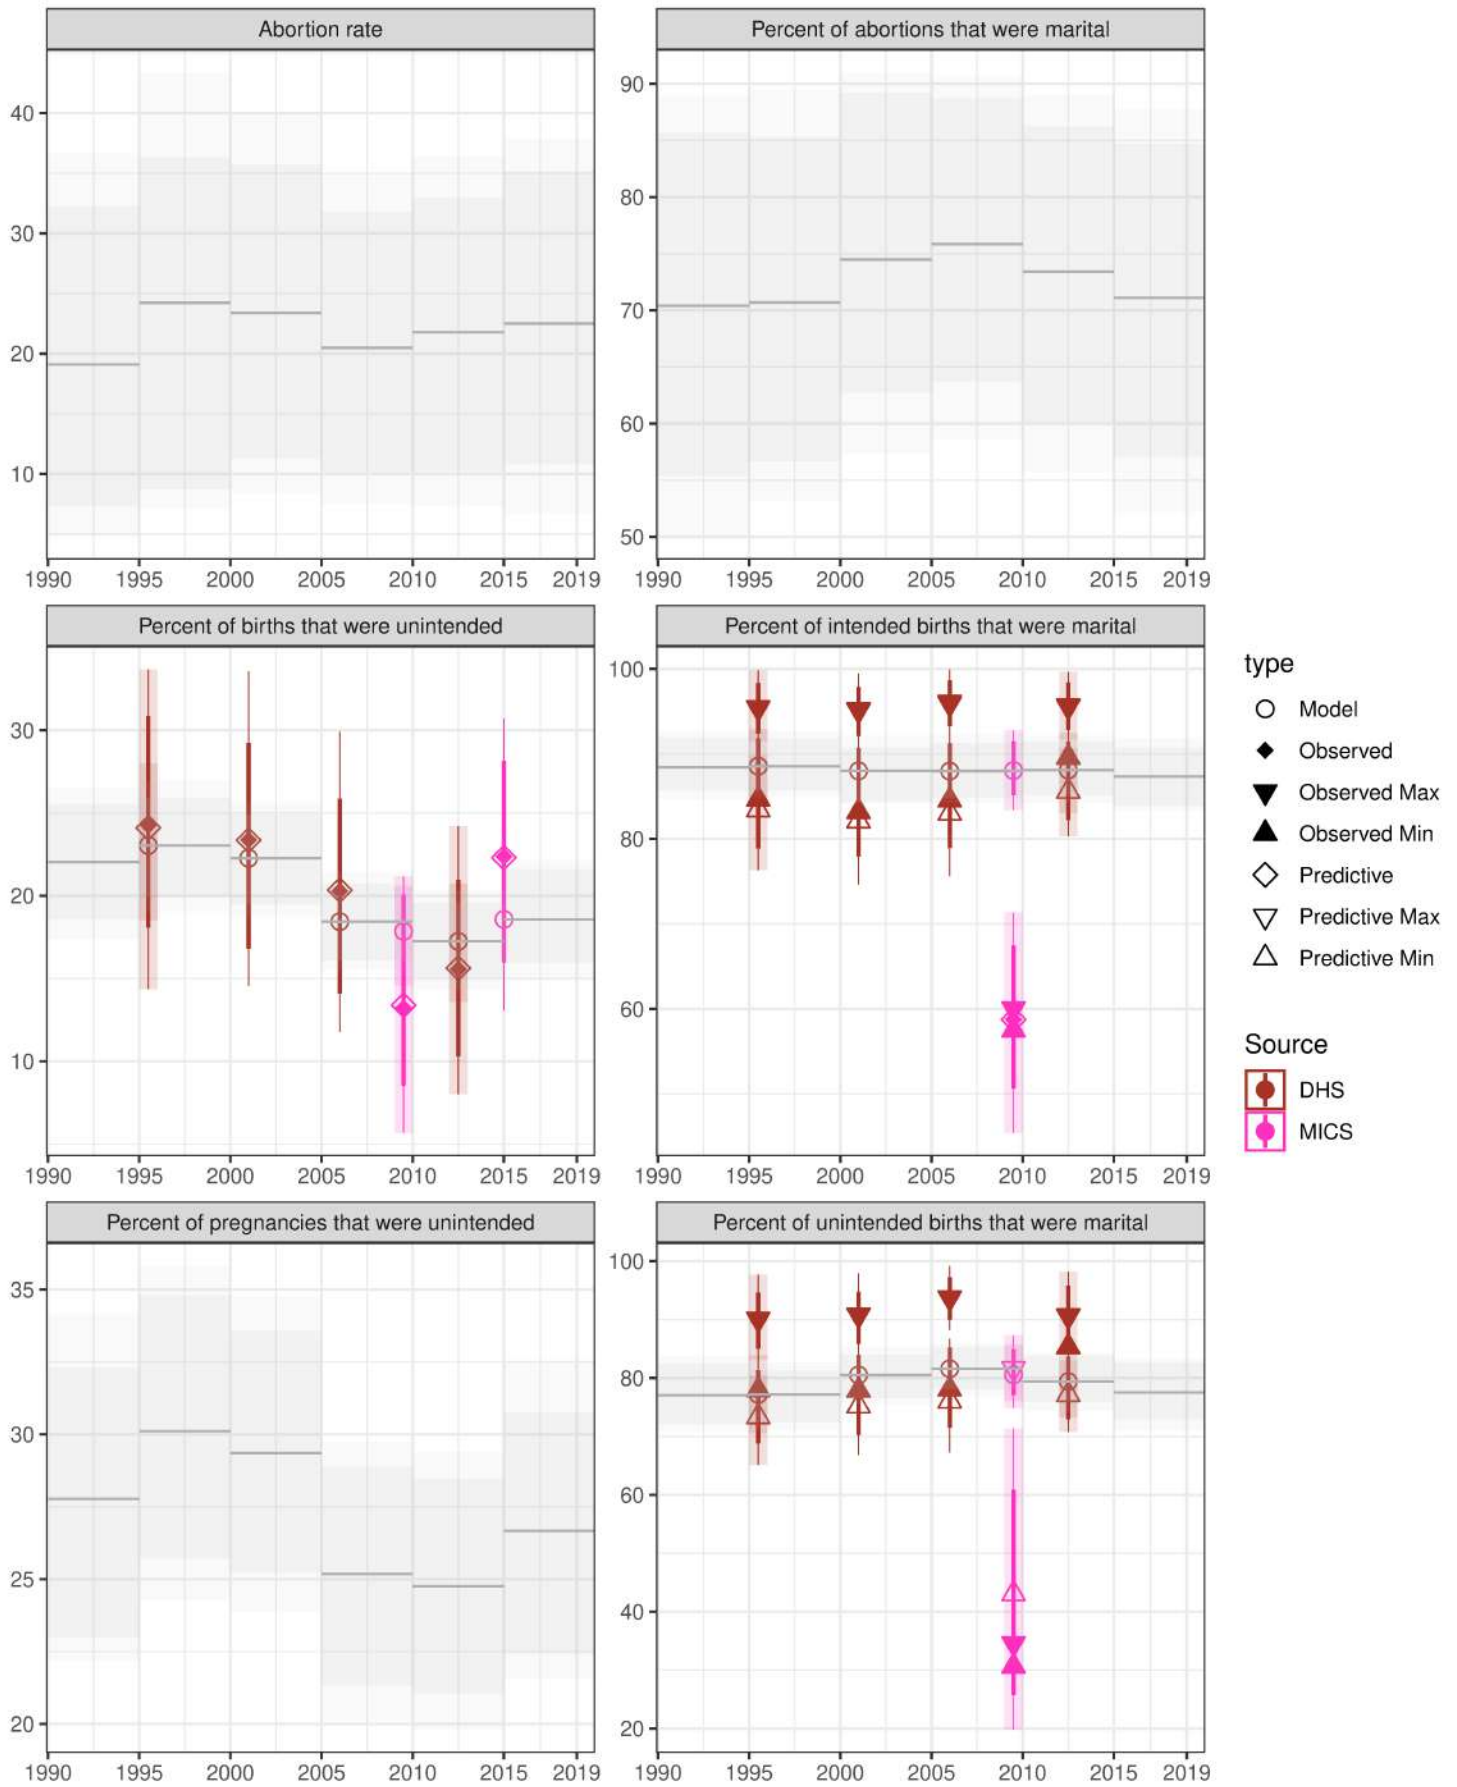 Abortion rate
Percent of abortions that were marital
40
30
20
10
90
80
70
60
50
1990 1995 2000 2005 2010 2015 2019
1990 1995 2000 2005 2010 2015 2019
Percent of births that were unintended
Percent of intended births that were marital
30
20
10
100
80
60
1990 1995 2000 2005 2010 2015 2019
1990 1995 2000 2005 2010 2015 2019
type
Model
Observed
Observed Max
Observed Min
Predictive
Predictive Max
Predictive Min
Source
DHS
MICS
Percent of pregnancies that were unintended
Percent of unintended births that were marital
35
30
25
20
100
80
60
40
20
1990 1995 2000 2005 2010 2015 2019
1990 1995 2000 2005 2010 2015 2019